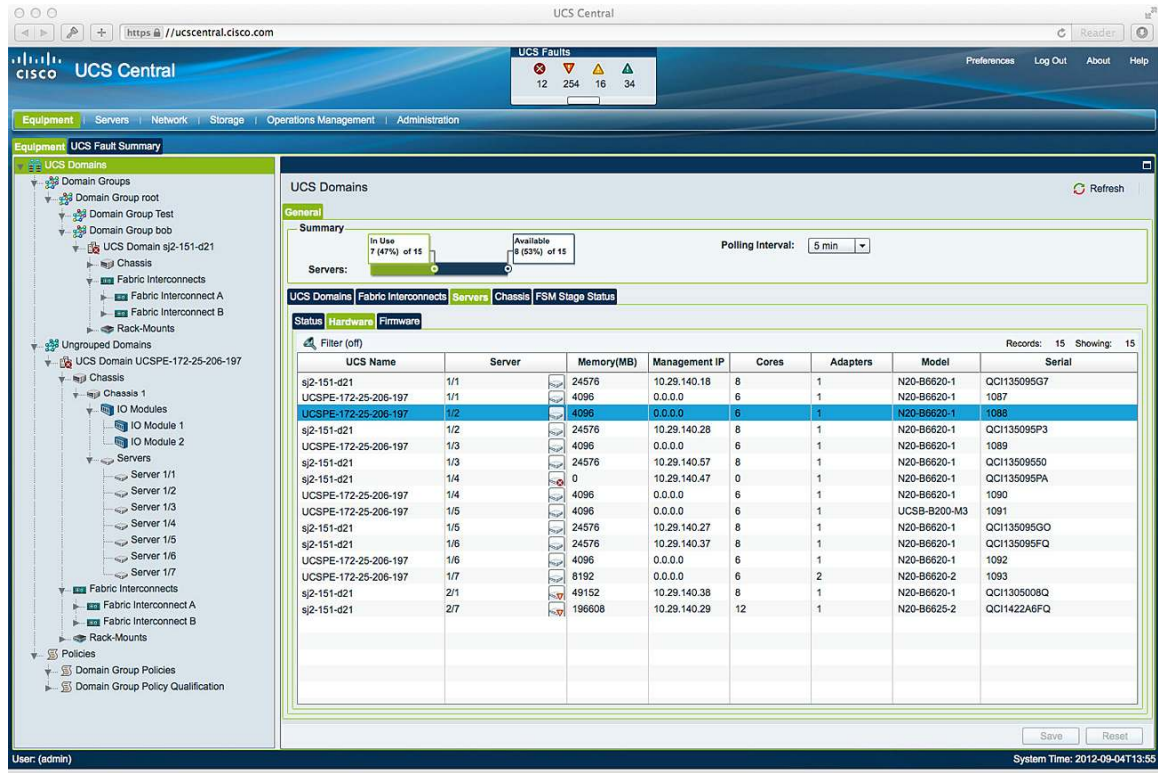 UCS Central
https //ucscentral.cisco.com
Reader
CISCO UCS Central
UCS Faults
12 254 16 34
Preferences Log Out About Help
Equipment Servers Network Storage Operations Management Administration
Equipment UCS Fault Summary
UCS Domains
Domain Groups
Domain Group root
Domain Group Test
Domain Group bob
UCS Domain sj2-151-d21
Chassis
Fabric Interconnects
Fabric Interconnect A
Fabric Interconnect B
Rack-Mounts
Ungrouped Domains
UCS Domain UCSPE-172-25-206-197
Chassis
Chassis 1
IO Modules
IO Module 1
IO Module 2
Servers
Server 1/1
Server 1/2
Server 1/3
Server 1/4
Server 1/5
Server 1/6
Server 1/7
Fabric Interconnects
Fabric Interconnect A
Fabric Interconnect B
Rack-Mounts
Policies
Domain Group Policies
Domain Group Policy Qualification
UCS Domains
Refresh
General
Summary
In Use
7 (47%) of 15
Available
8 (53%) of 15
Servers:
Polling Interval: 5 min
UCS Domains Fabric Interconnects Servers Chassis FSM Stage Status
Status Hardware Firmware
Filter (off)
Records: 15 Showing: 15
UCS Name Server Memory(MB) Management IP Cores Adapters Model Serial
sj2-151-d21 1/1 24576 10.29.140.18 8 1 N20-B6620-1 QCI135095G7
UCSPE-172-25-206-197 1/1 4096 0.0.0.0 6 1 N20-B6620-1 1087
UCSPE-172-25-206-197 1/2 4096 0.0.0.0 6 1 N20-B6620-1 1088
sj2-151-d21 1/2 24576 10.29.140.28 8 1 N20-B6620-1 QCI135095P3
UCSPE-172-25-206-197 1/3 4096 0.0.0.0 6 1 N20-B6620-1 1089
sj2-151-d21 1/3 24576 10.29.140.57 8 1 N20-B6620-1 QCI13509550
sj2-151-d21 1/4 0 10.29.140.47 0 1 N20-B6620-1 QCI135095PA
UCSPE-172-25-206-197 1/4 4096 0.0.0.0 6 1 N20-B6620-1 1090
UCSPE-172-25-206-197 1/5 4096 0.0.0.0 6 1 UCSB-B200-M3 1091
sj2-151-d21 1/5 24576 10.29.140.27 8 1 N20-B6620-1 QCI135095GO
sj2-151-d21 1/6 24576 10.29.140.37 8 1 N20-B6620-1 QCI135095FQ
UCSPE-172-25-206-197 1/6 4096 0.0.0.0 6 1 N20-B6620-1 1092
UCSPE-172-25-206-197 1/7 8192 0.0.0.0 6 2 N20-B6620-2 1093
sj2-151-d21 2/1 49152 10.29.140.38 8 1 N20-B6620-1 QCI1305008Q
sj2-151-d21 2/7 196608 10.29.140.29 12 1 N20-B6625-2 QCI1422A6FQ
Save Reset
User: (admin)
System Time: 2012-09-04T13:55